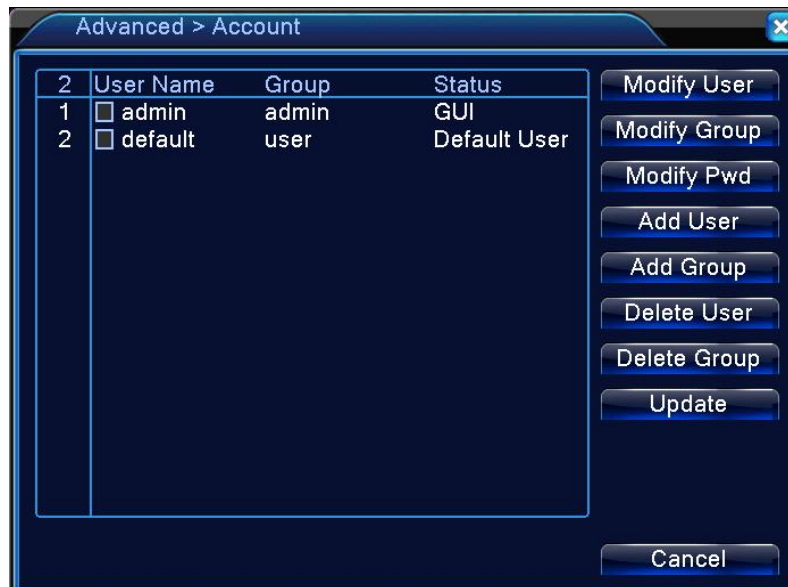 Advanced > Account
2 User Name Group Status
1 admin admin GUI
2 default user Default User
Modify User
Modify Group
Modify Pwd
Add User
Add Group
Delete User
Delete Group
Update
Cancel